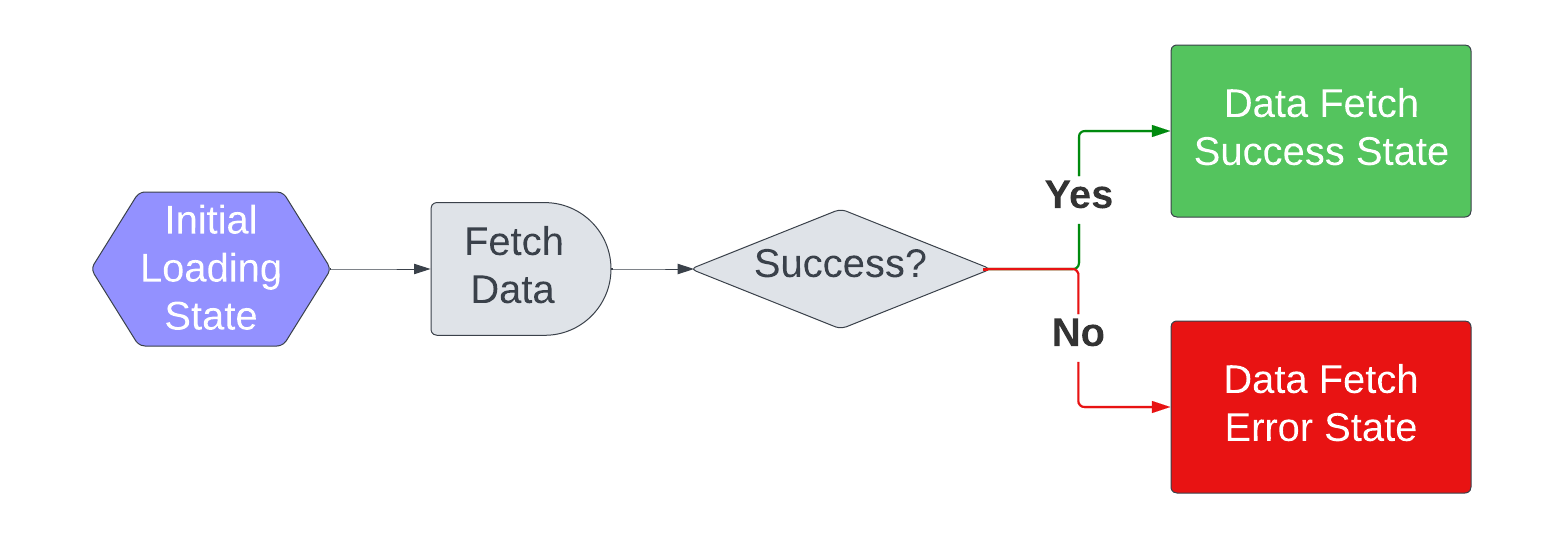 Initial
Loading
State
Fetch
Data
Success?
Yes
Data Fetch
Success State
No
Data Fetch
Error State